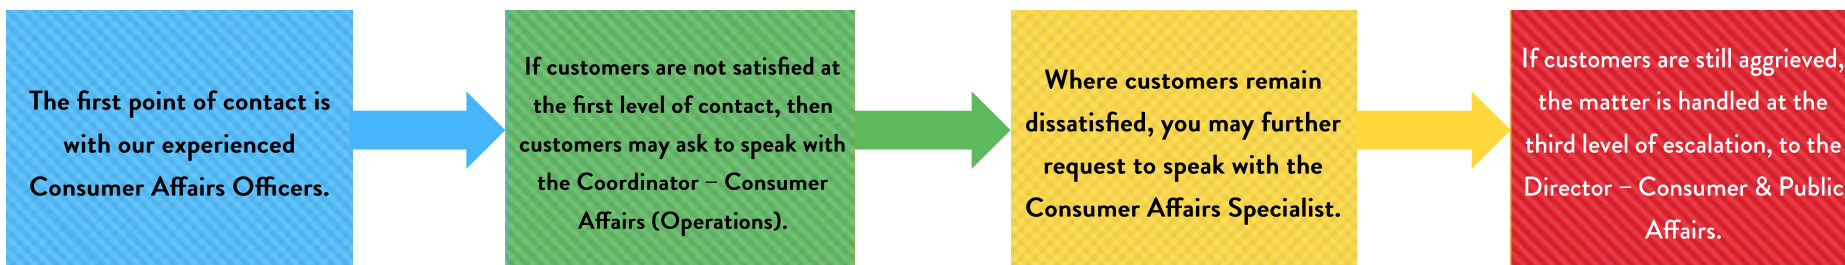 The first point of contact is
with our experienced
Consumer Affairs Officers.
If customers are not satisfied at
the first level of contact, then
customers may ask to speak with
the Coordinator – Consumer
Affairs (Operations).
Where customers remain
dissatisfied, you may further
request to speak with the
Consumer Affairs Specialist.
If customers are still aggrieved,
the matter is handled at the
third level of escalation, to the
Director – Consumer & Public
Affairs.